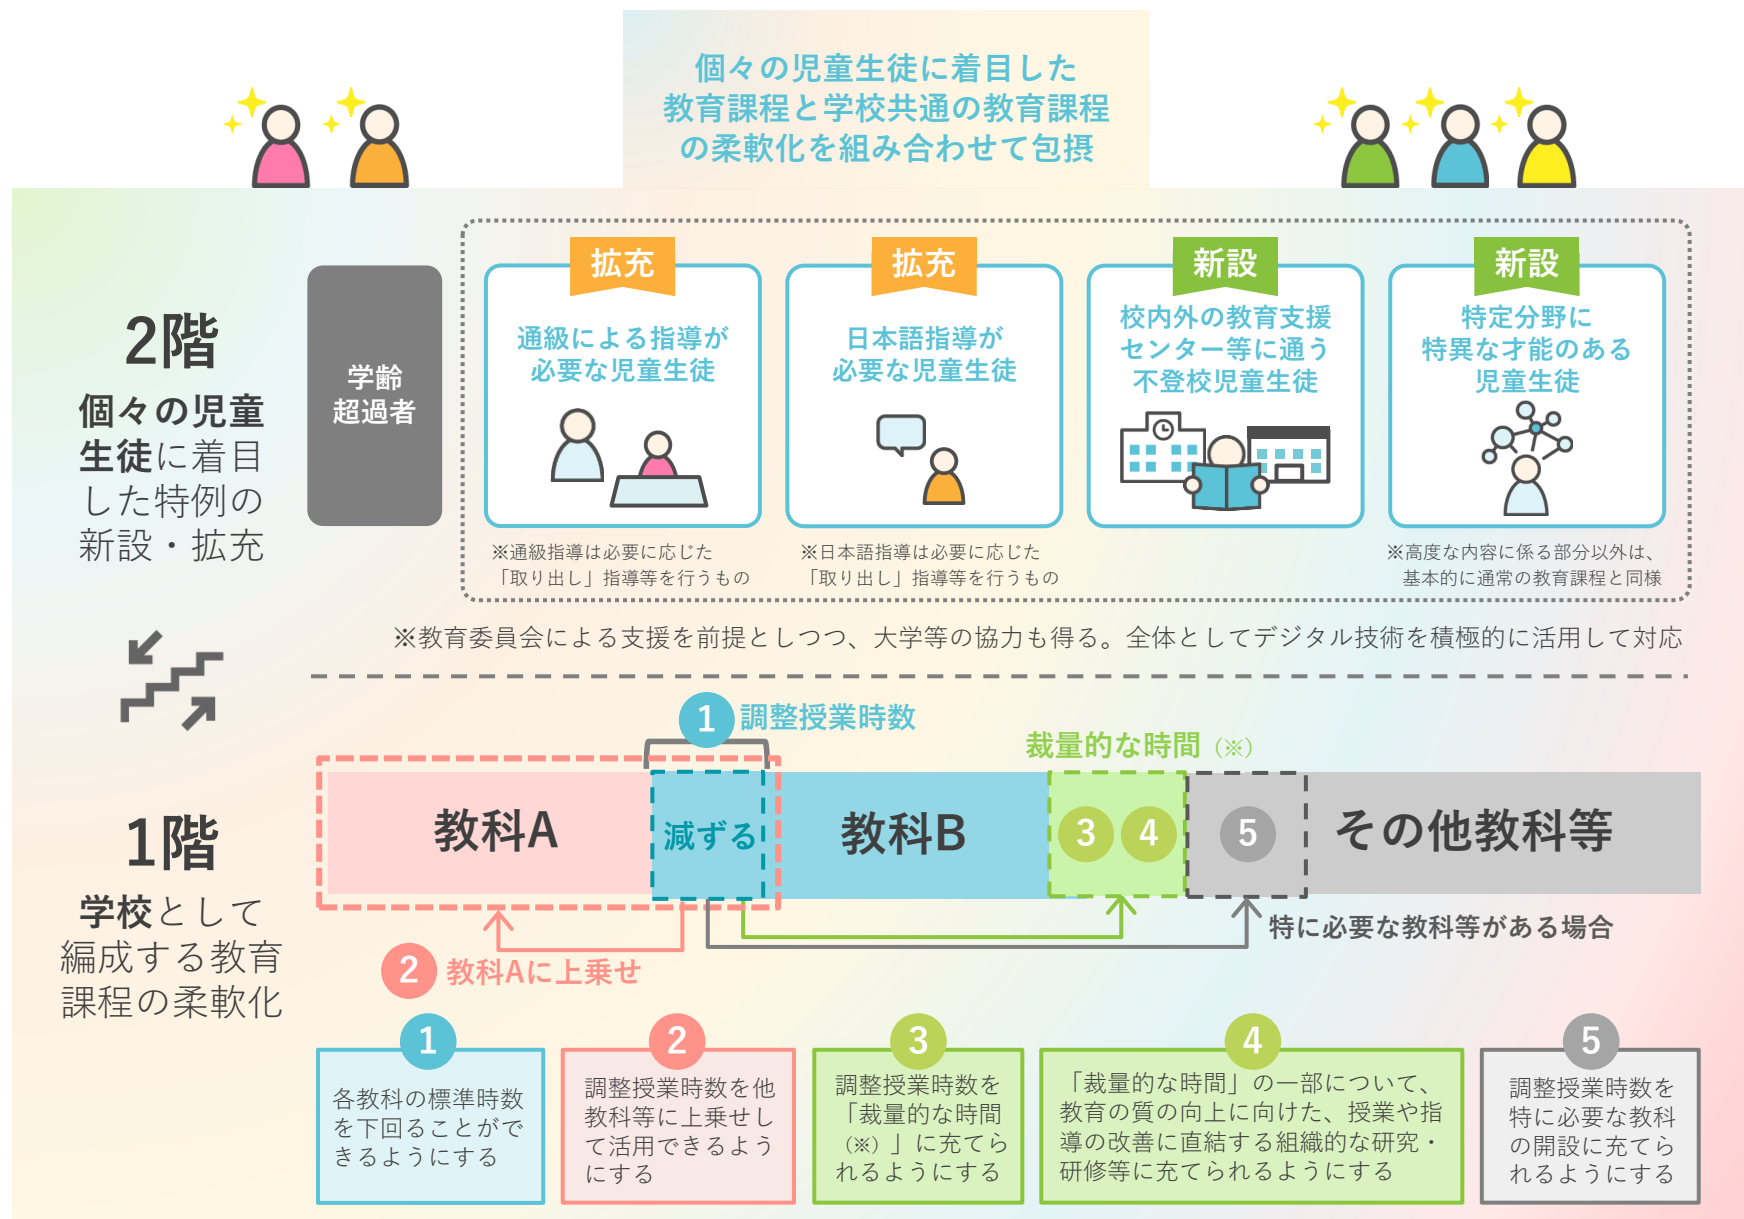 個々の児童生徒に着目した
教育課程と学校共通の教育課程
の柔軟化を組み合わせて包摂
2階
個々の児童
生徒に着目
した特例の
新設・拡充
学齢
超過者
拡充
通級による指導が
必要な児童生徒
※通級指導は必要に応じた
「取り出し」指導等を行うもの
拡充
日本語指導が
必要な児童生徒
※日本語指導は必要に応じた
「取り出し」指導等を行うもの
新設
校内外の教育支援
センター等に通う
不登校児童生徒
新設
特定分野に
特異な才能のある
児童生徒
※高度な内容に係る部分以外は、
基本的に通常の教育課程と同様
※教育委員会による支援を前提としつつ、大学等の協力も得る。全体としてデジタル技術を積極的に活用して対応
1階
学校として
編成する教育
課程の柔軟化
1 調整授業時数
裁量的な時間（※）
教科A
減ずる
教科B
3 4
5
その他教科等
特に必要な教科等がある場合
2 教科Aに上乗せ
1
各教科の標準時数
を下回ることがで
きるようにする
2
調整授業時数を他
教科等に上乗せし
て活用できるよう
にする
3
調整授業時数を
「裁量的な時間
（※）」に充てら
れるようにする
4
「裁量的な時間」の一部について、
教育の質の向上に向けた、授業や指
導の改善に直結する組織的な研究・
研修等に充てられるようにする
5
調整授業時数を
特に必要な教科
の開設に充てら
れるようにする